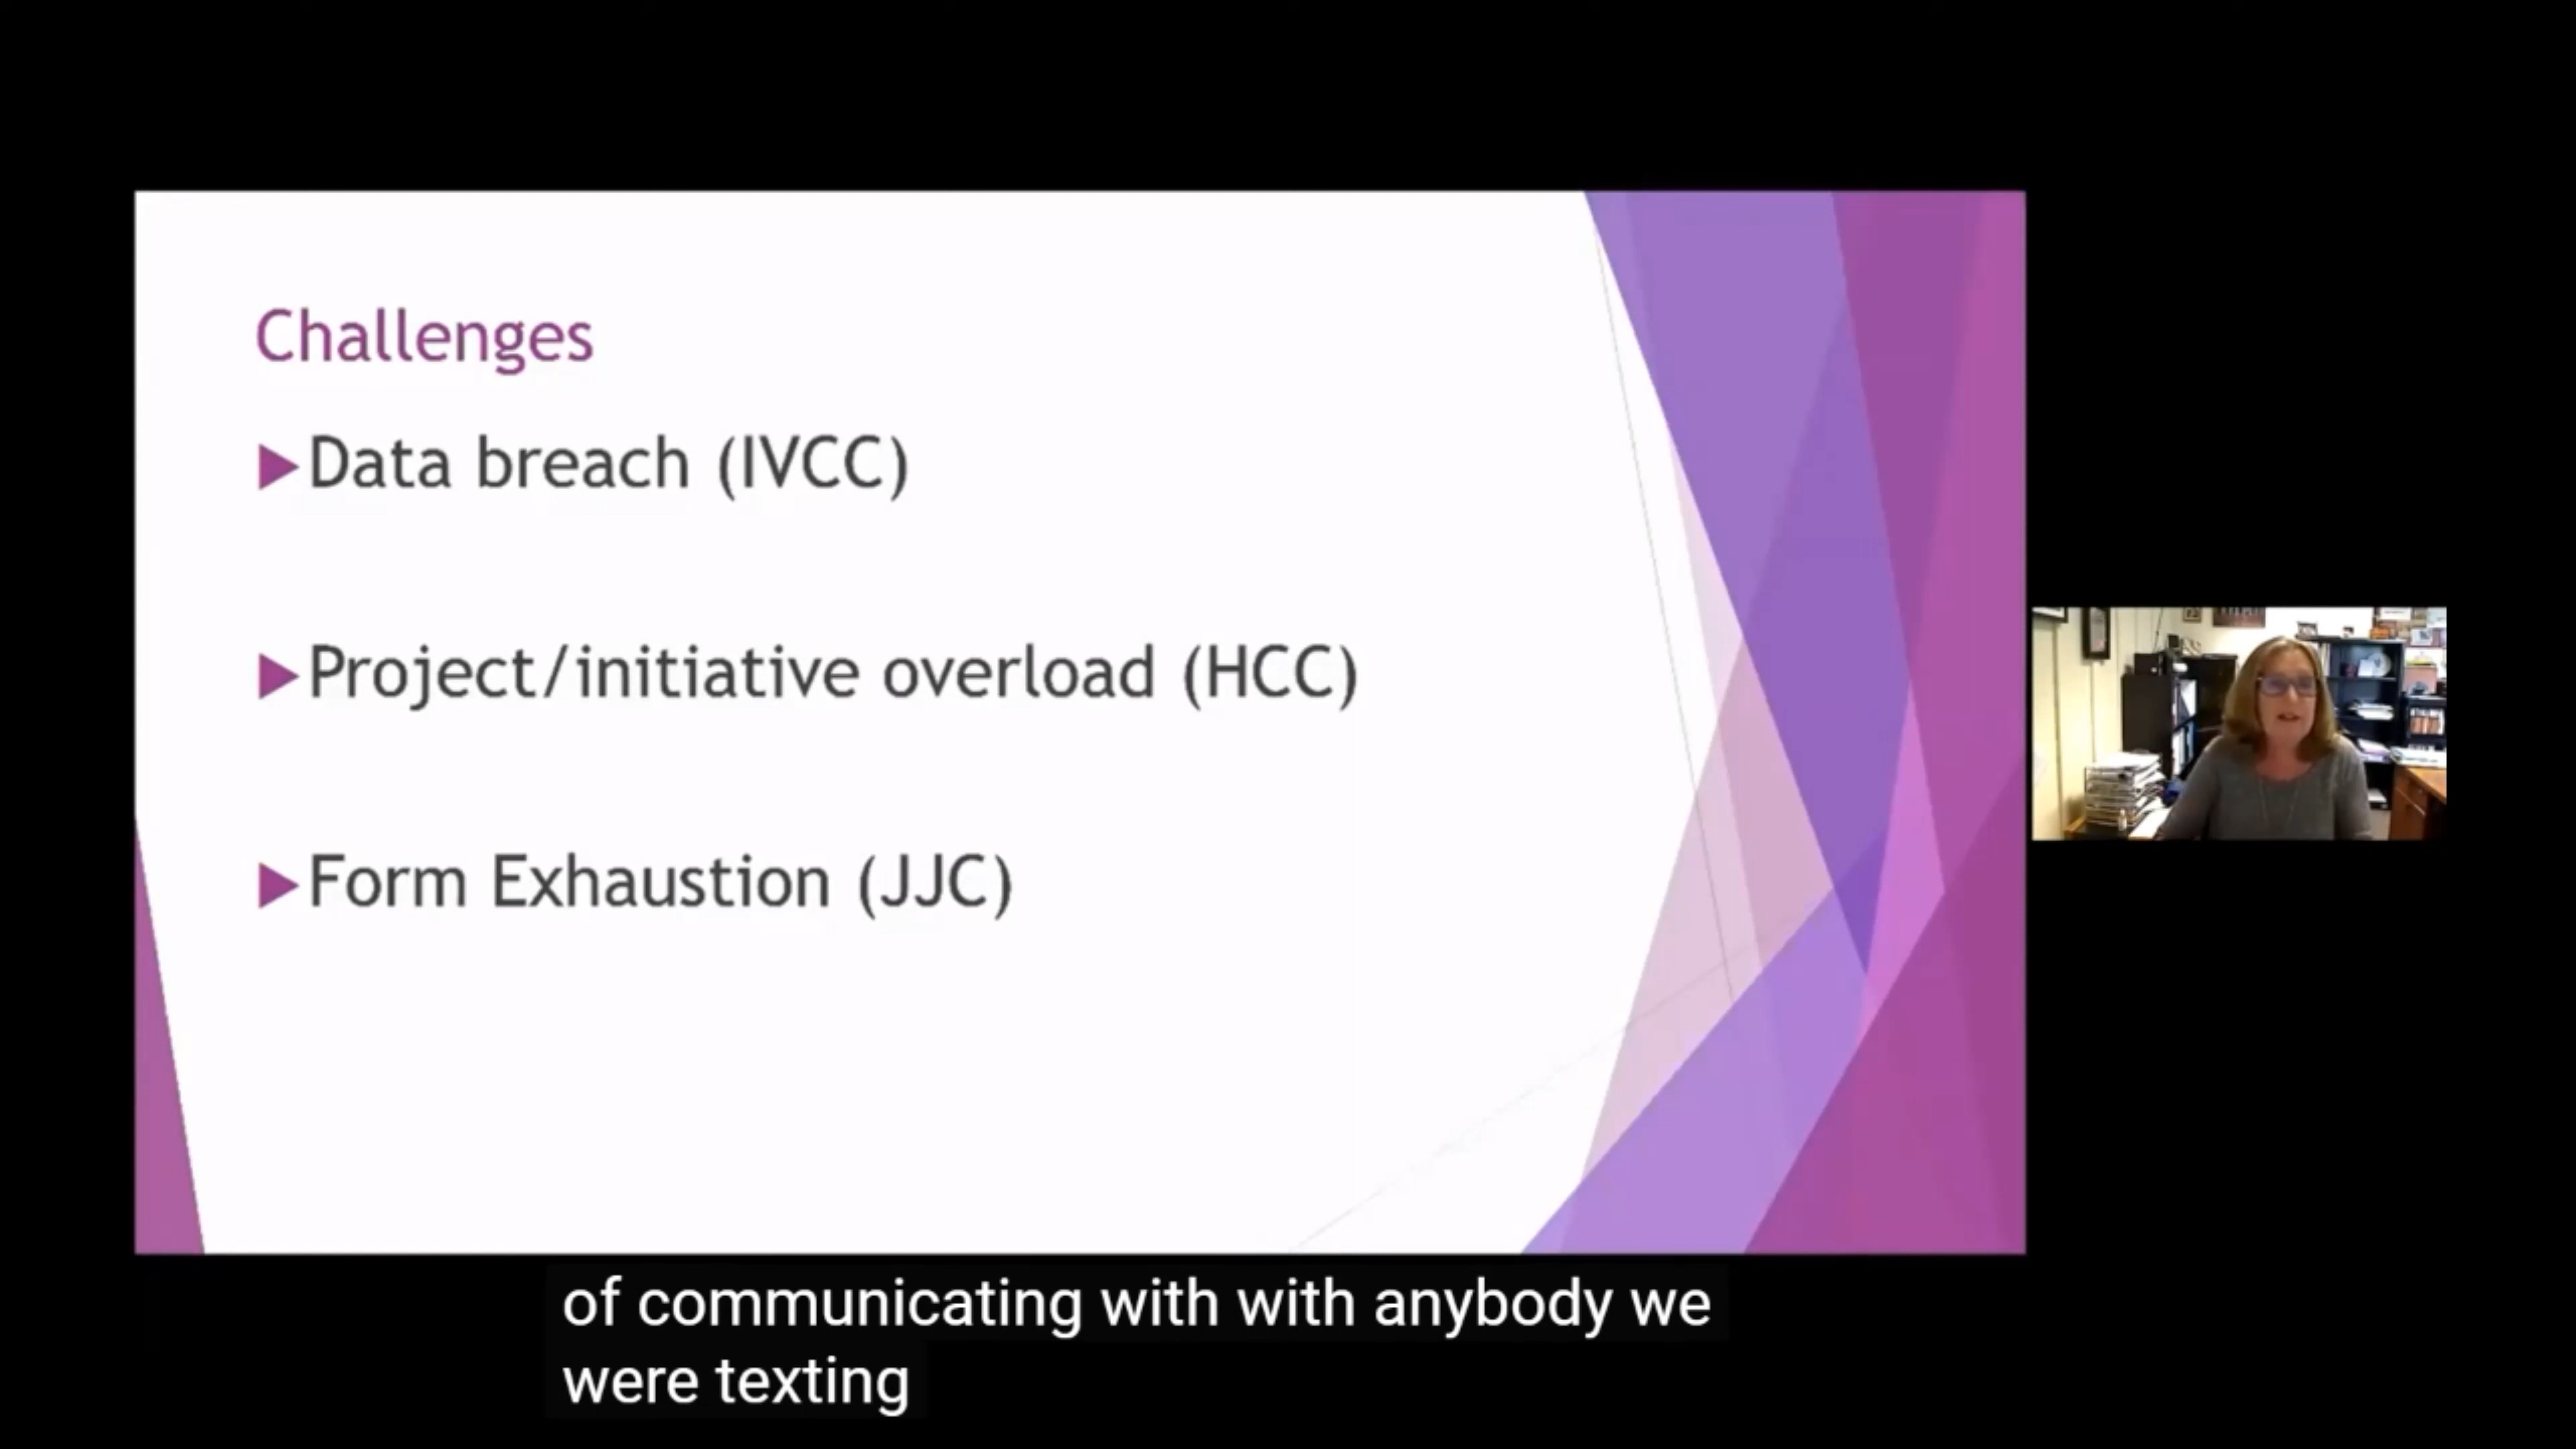 Challenges
Data breach (IVCC)
Project/initiative overload (HCC)
Form Exhaustion (JJC)
of communicating with with anybody we
were texting